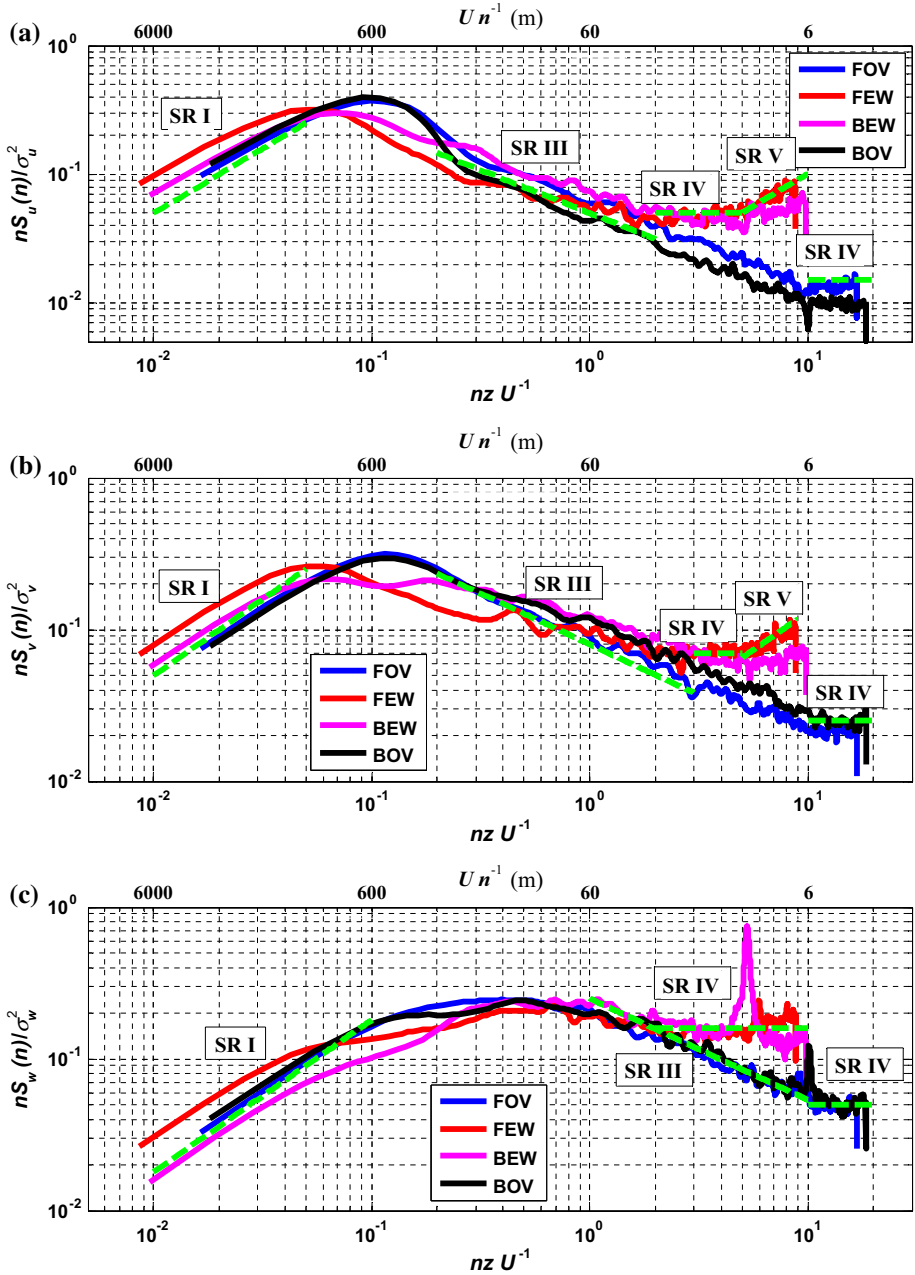 (a)
U n⁻¹ (m)
6000 600 60 6
10⁰
10⁻¹
10⁻²
nSᵤ(n)/σᵤ²
SR I
SR III
SR IV
SR V
SR IV
FOV
FEW
BEW
BOV
10⁻² 10⁻¹ 10⁰ 10¹
nz U⁻¹
(b)
U n⁻¹ (m)
6000 600 60 6
10⁰
10⁻¹
10⁻²
nSᵥ(n)/σᵥ²
SR I
SR III
SR IV
SR V
SR IV
FOV
FEW
BEW
BOV
10⁻² 10⁻¹ 10⁰ 10¹
nz U⁻¹
(c)
U n⁻¹ (m)
6000 600 60 6
10⁰
10⁻¹
10⁻²
nS_w(n)/σ_w²
SR I
SR IV
SR III
SR IV
FOV
FEW
BEW
BOV
10⁻² 10⁻¹ 10⁰ 10¹
nz U⁻¹